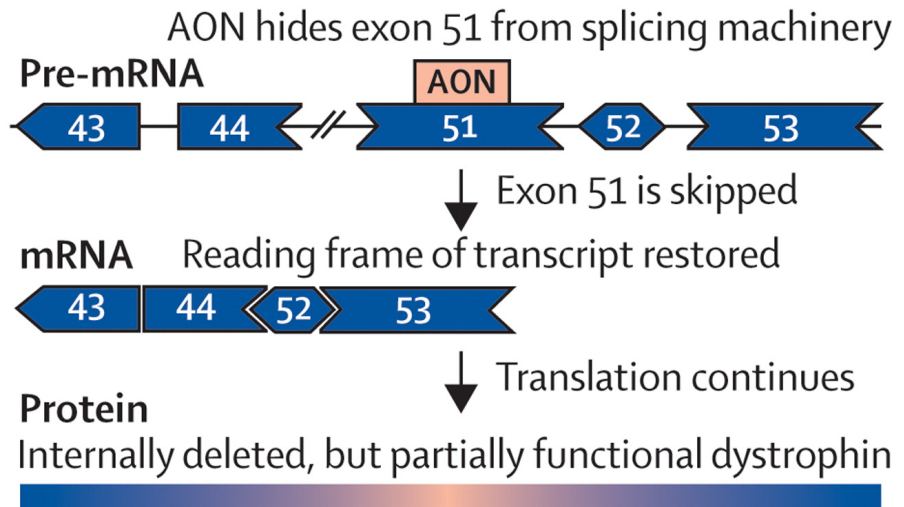 AON hides exon 51 from splicing machinery
Pre-mRNA
AON
43 44 51 52 53
Exon 51 is skipped
mRNA Reading frame of transcript restored
43 44 52 53
Translation continues
Protein
Internally deleted, but partially functional dystrophin